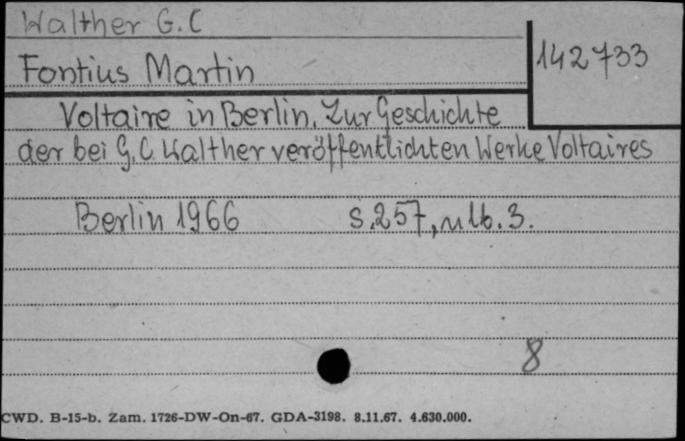 Walther G.C
Fontius Martin
142733
Voltaire in Berlin. Zur Geschichte
der bei G.C. Walther veröffentlichten Werke Voltaires
Berlin 1966 S.257, nlb. 3.
8
CWD. B-15-b. Zam. 1726-DW-On-67. GDA-3198. 8.11.67. 4.630.000.